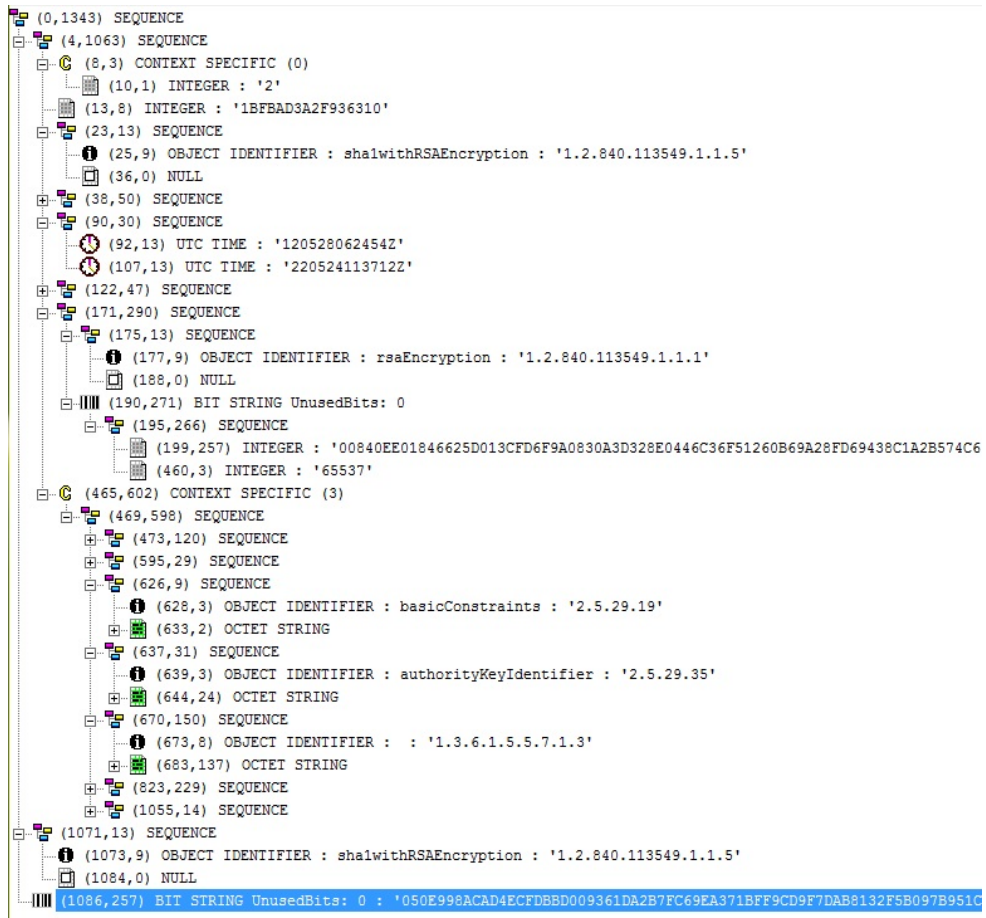 (0,1343) SEQUENCE
(4,1063) SEQUENCE
C (8,3) CONTEXT SPECIFIC (0)
(10,1) INTEGER : '2'
(13,8) INTEGER : '1BFBAD3A2F936310'
(23,13) SEQUENCE
(25,9) OBJECT IDENTIFIER : sha1withRSAEncryption : '1.2.840.113549.1.1.5'
(36,0) NULL
(38,50) SEQUENCE
(90,30) SEQUENCE
(92,13) UTC TIME : '120528062454Z'
(107,13) UTC TIME : '220524113712Z'
(122,47) SEQUENCE
(171,290) SEQUENCE
(175,13) SEQUENCE
(177,9) OBJECT IDENTIFIER : rsaEncryption : '1.2.840.113549.1.1.1'
(188,0) NULL
(190,271) BIT STRING UnusedBits: 0
(195,266) SEQUENCE
(199,257) INTEGER : '00840EE01846625D013CFD6F9A0830A3D328E0446C36F51260B69A28FD69438C1A2B574C6
(460,3) INTEGER : '65537'
C (465,602) CONTEXT SPECIFIC (3)
(469,598) SEQUENCE
(473,120) SEQUENCE
(595,29) SEQUENCE
(626,9) SEQUENCE
(628,3) OBJECT IDENTIFIER : basicConstraints : '2.5.29.19'
(633,2) OCTET STRING
(637,31) SEQUENCE
(639,3) OBJECT IDENTIFIER : authorityKeyIdentifier : '2.5.29.35'
(644,24) OCTET STRING
(670,150) SEQUENCE
(673,8) OBJECT IDENTIFIER : : '1.3.6.1.5.5.7.1.3'
(683,137) OCTET STRING
(823,229) SEQUENCE
(1055,14) SEQUENCE
(1071,13) SEQUENCE
(1073,9) OBJECT IDENTIFIER : sha1withRSAEncryption : '1.2.840.113549.1.1.5'
(1084,0) NULL
(1086,257) BIT STRING UnusedBits: 0 : '050E998ACAD4ECFDBBD009361DA2B7FC69EA371BFF9CD9F7DAB8132F5B097B951C